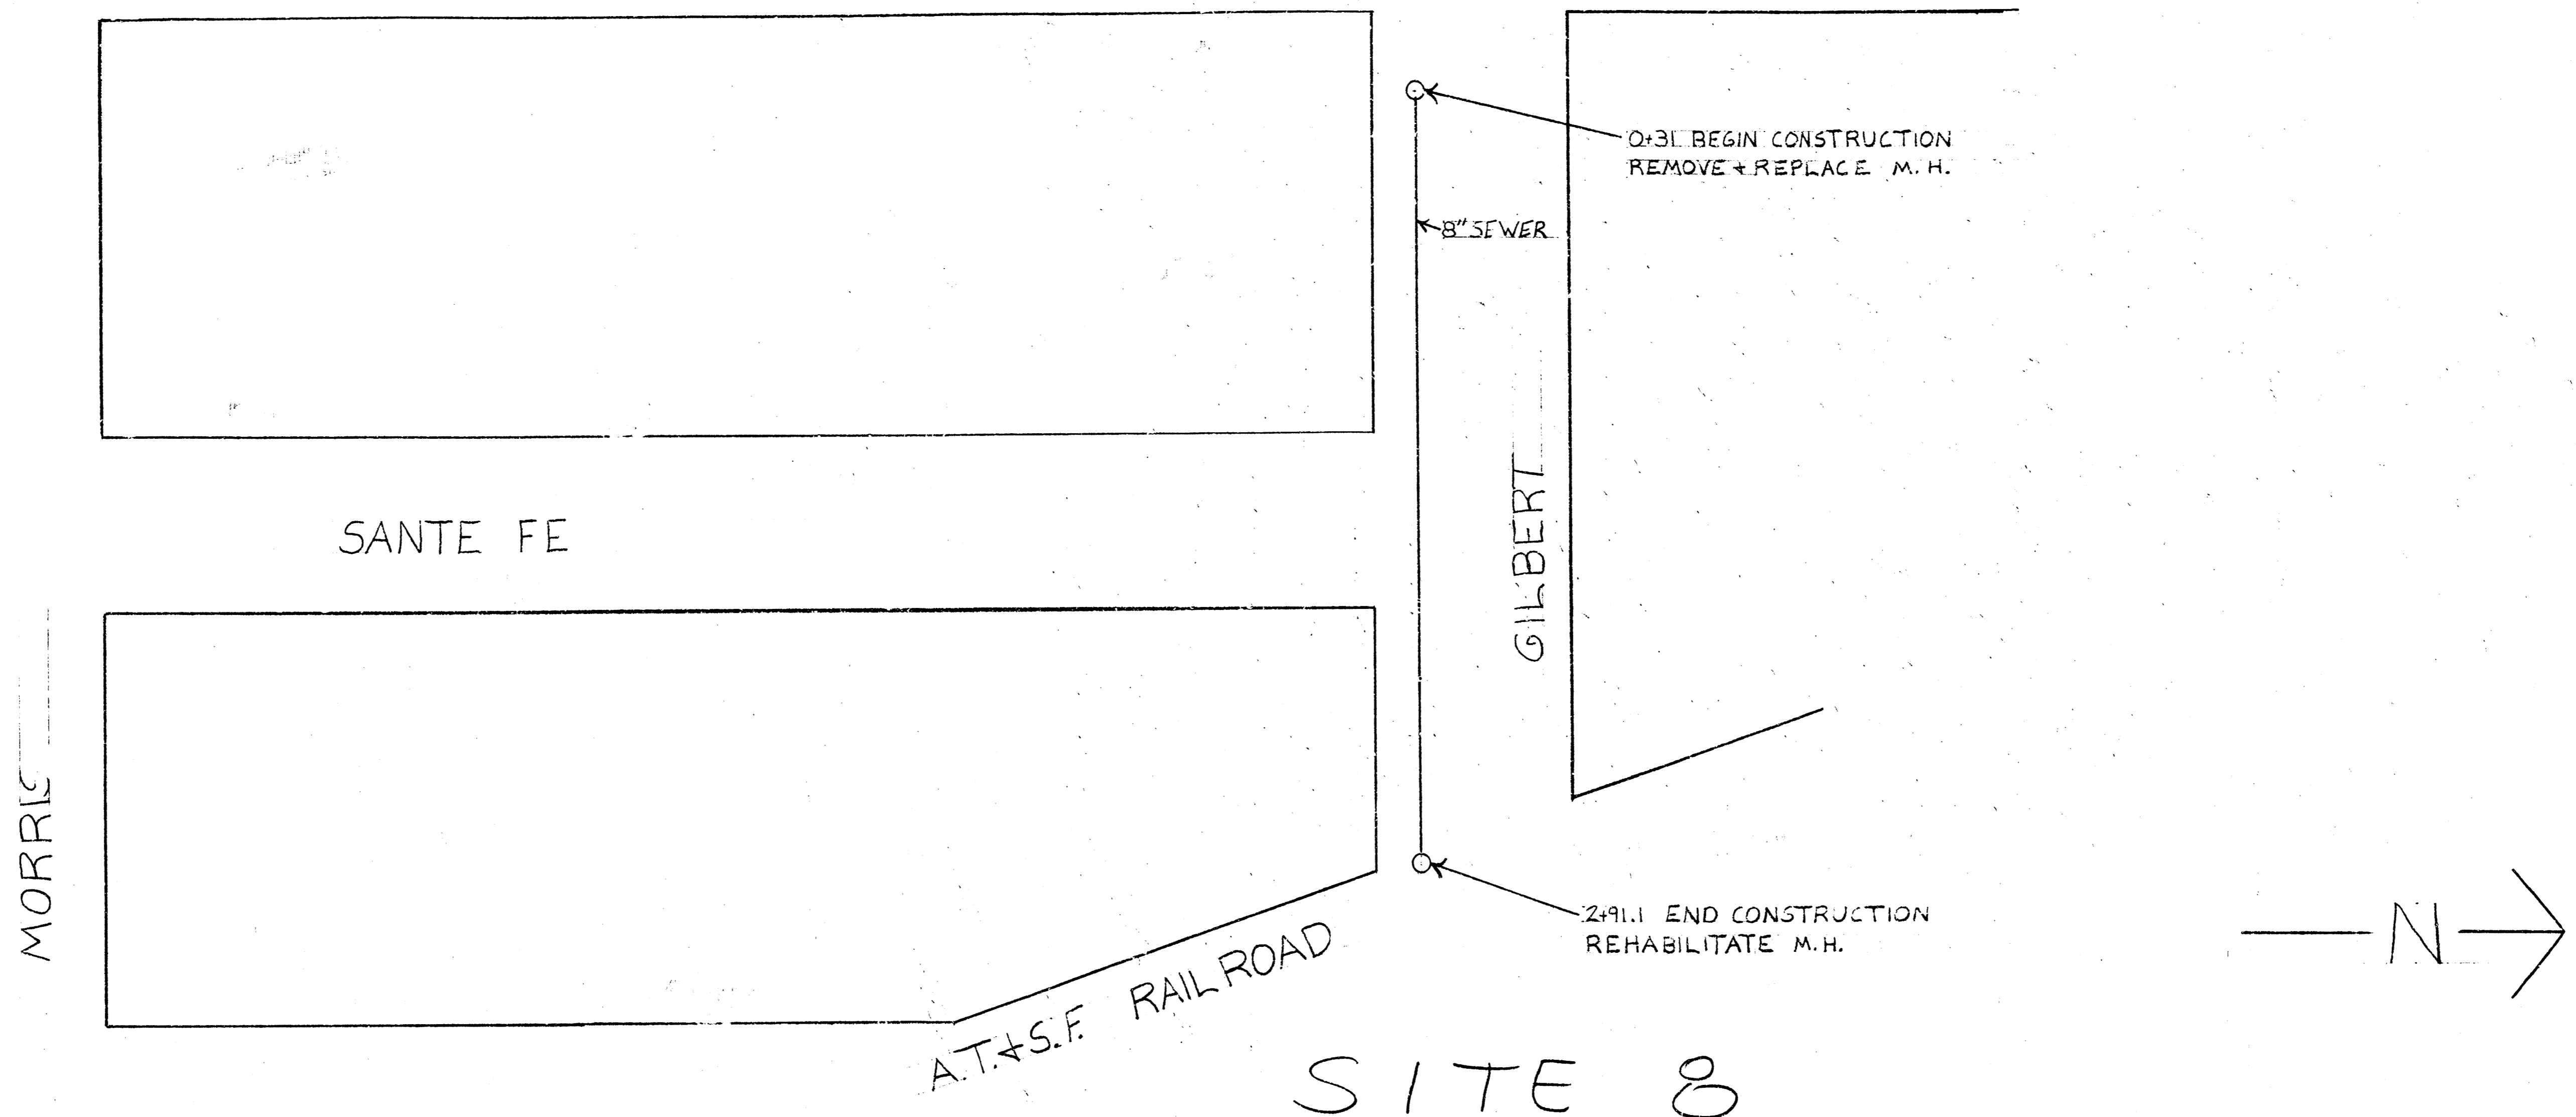 0+31 BEGIN CONSTRUCTION
REMOVE + REPLACE M.H.
8" SEWER
SANTE FE
GILBERT
MORRIS
2+91.1 END CONSTRUCTION
REHABILITATE M.H.
A.T.+S.F. RAILROAD
N
SITE 8